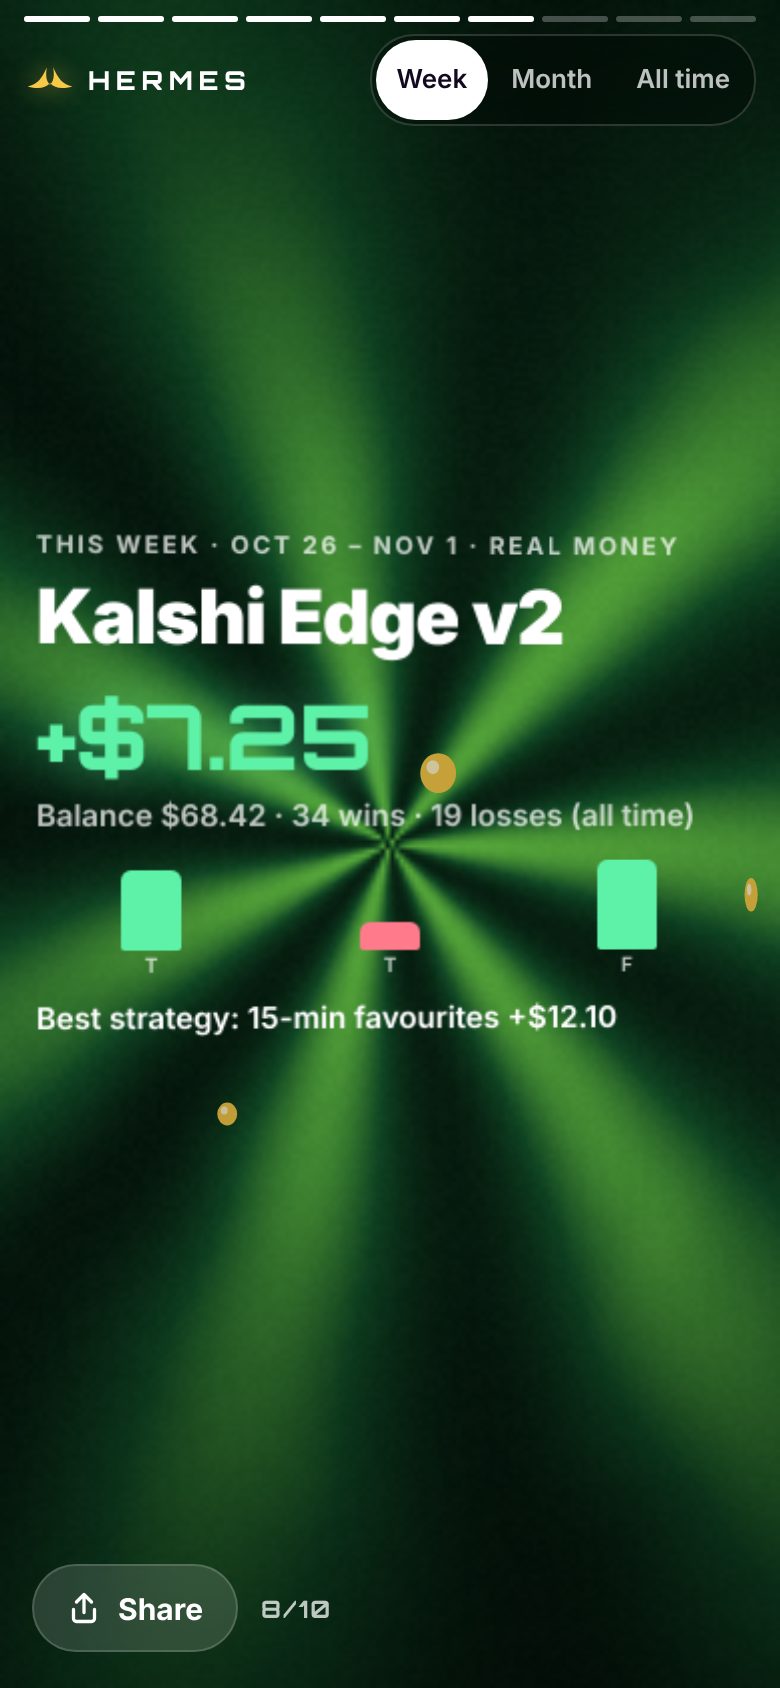 HERMES
Week Month All time
THIS WEEK · OCT 26 – NOV 1 · REAL MONEY
Kalshi Edge v2
+$7.25
Balance $68.42 · 34 wins · 19 losses (all time)
T T F
Best strategy: 15-min favourites +$12.10
Share 8/10